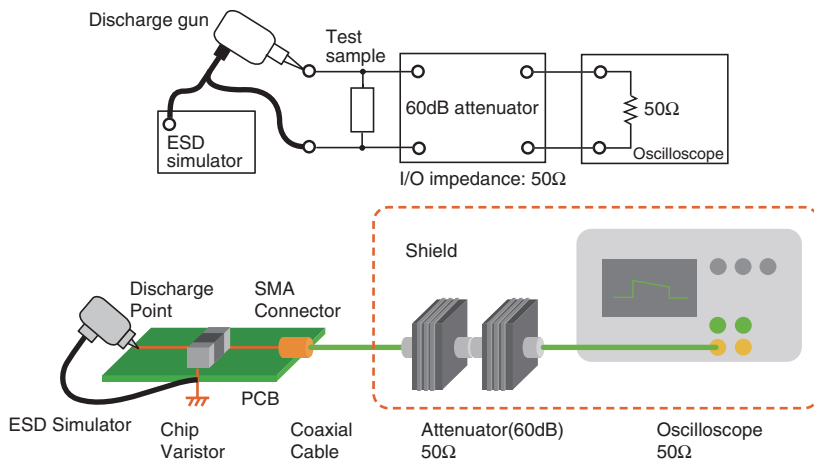 Discharge gun
Test
sample
60dB attenuator
50Ω
ESD
simulator
Oscilloscope
I/O impedance: 50Ω
Shield
Discharge
Point
SMA
Connector
PCB
ESD Simulator
Chip
Varistor
Coaxial
Cable
Attenuator(60dB)
50Ω
Oscilloscope
50Ω